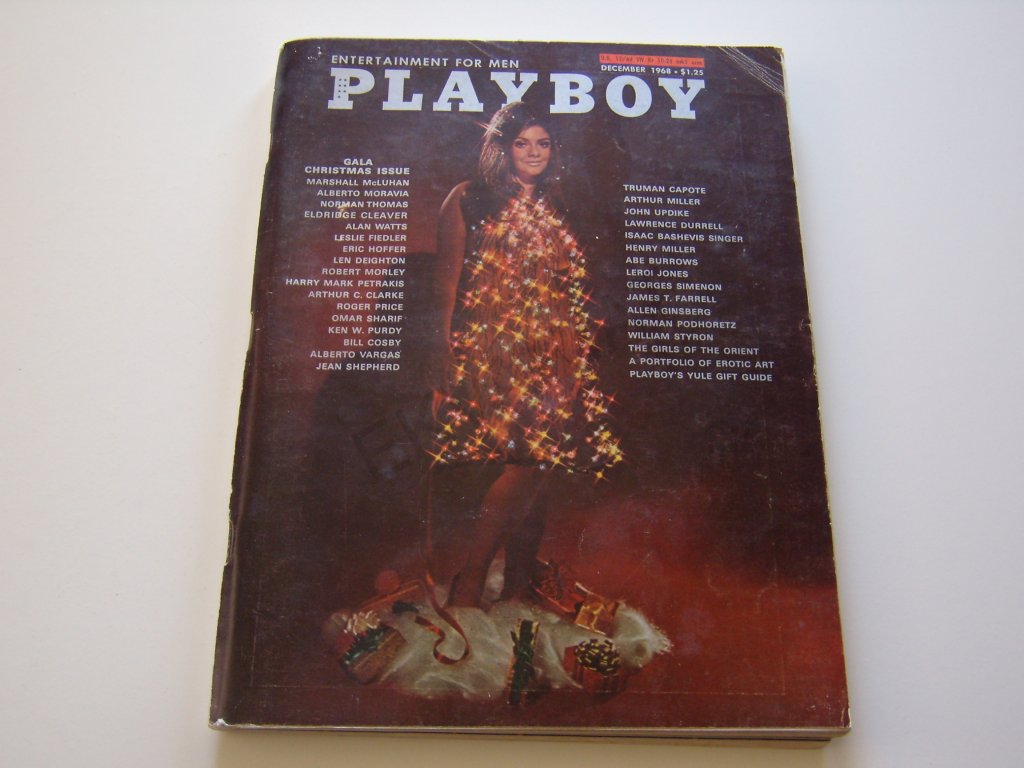 ENTERTAINMENT FOR MEN
DECEMBER 1968 • $1.25
PLAYBOY
GALA
CHRISTMAS ISSUE
MARSHALL McLUHAN
ALBERTO MORAVIA
NORMAN THOMAS
ELDRIDGE CLEAVER
ALAN WATTS
LESLIE FIEDLER
ERIC HOFFER
LEN DEIGHTON
ROBERT MORLEY
HARRY MARK PETRAKIS
ARTHUR C. CLARKE
ROGER PRICE
OMAR SHARIF
KEN W. PURDY
BILL COSBY
ALBERTO VARGAS
JEAN SHEPHERD
TRUMAN CAPOTE
ARTHUR MILLER
JOHN UPDIKE
LAWRENCE DURRELL
ISAAC BASHEVIS SINGER
HENRY MILLER
ABE BURROWS
LEROI JONES
GEORGES SIMENON
JAMES T. FARRELL
ALLEN GINSBERG
NORMAN PODHORETZ
WILLIAM STYRON
THE GIRLS OF THE ORIENT
A PORTFOLIO OF EROTIC ART
PLAYBOY'S YULE GIFT GUIDE